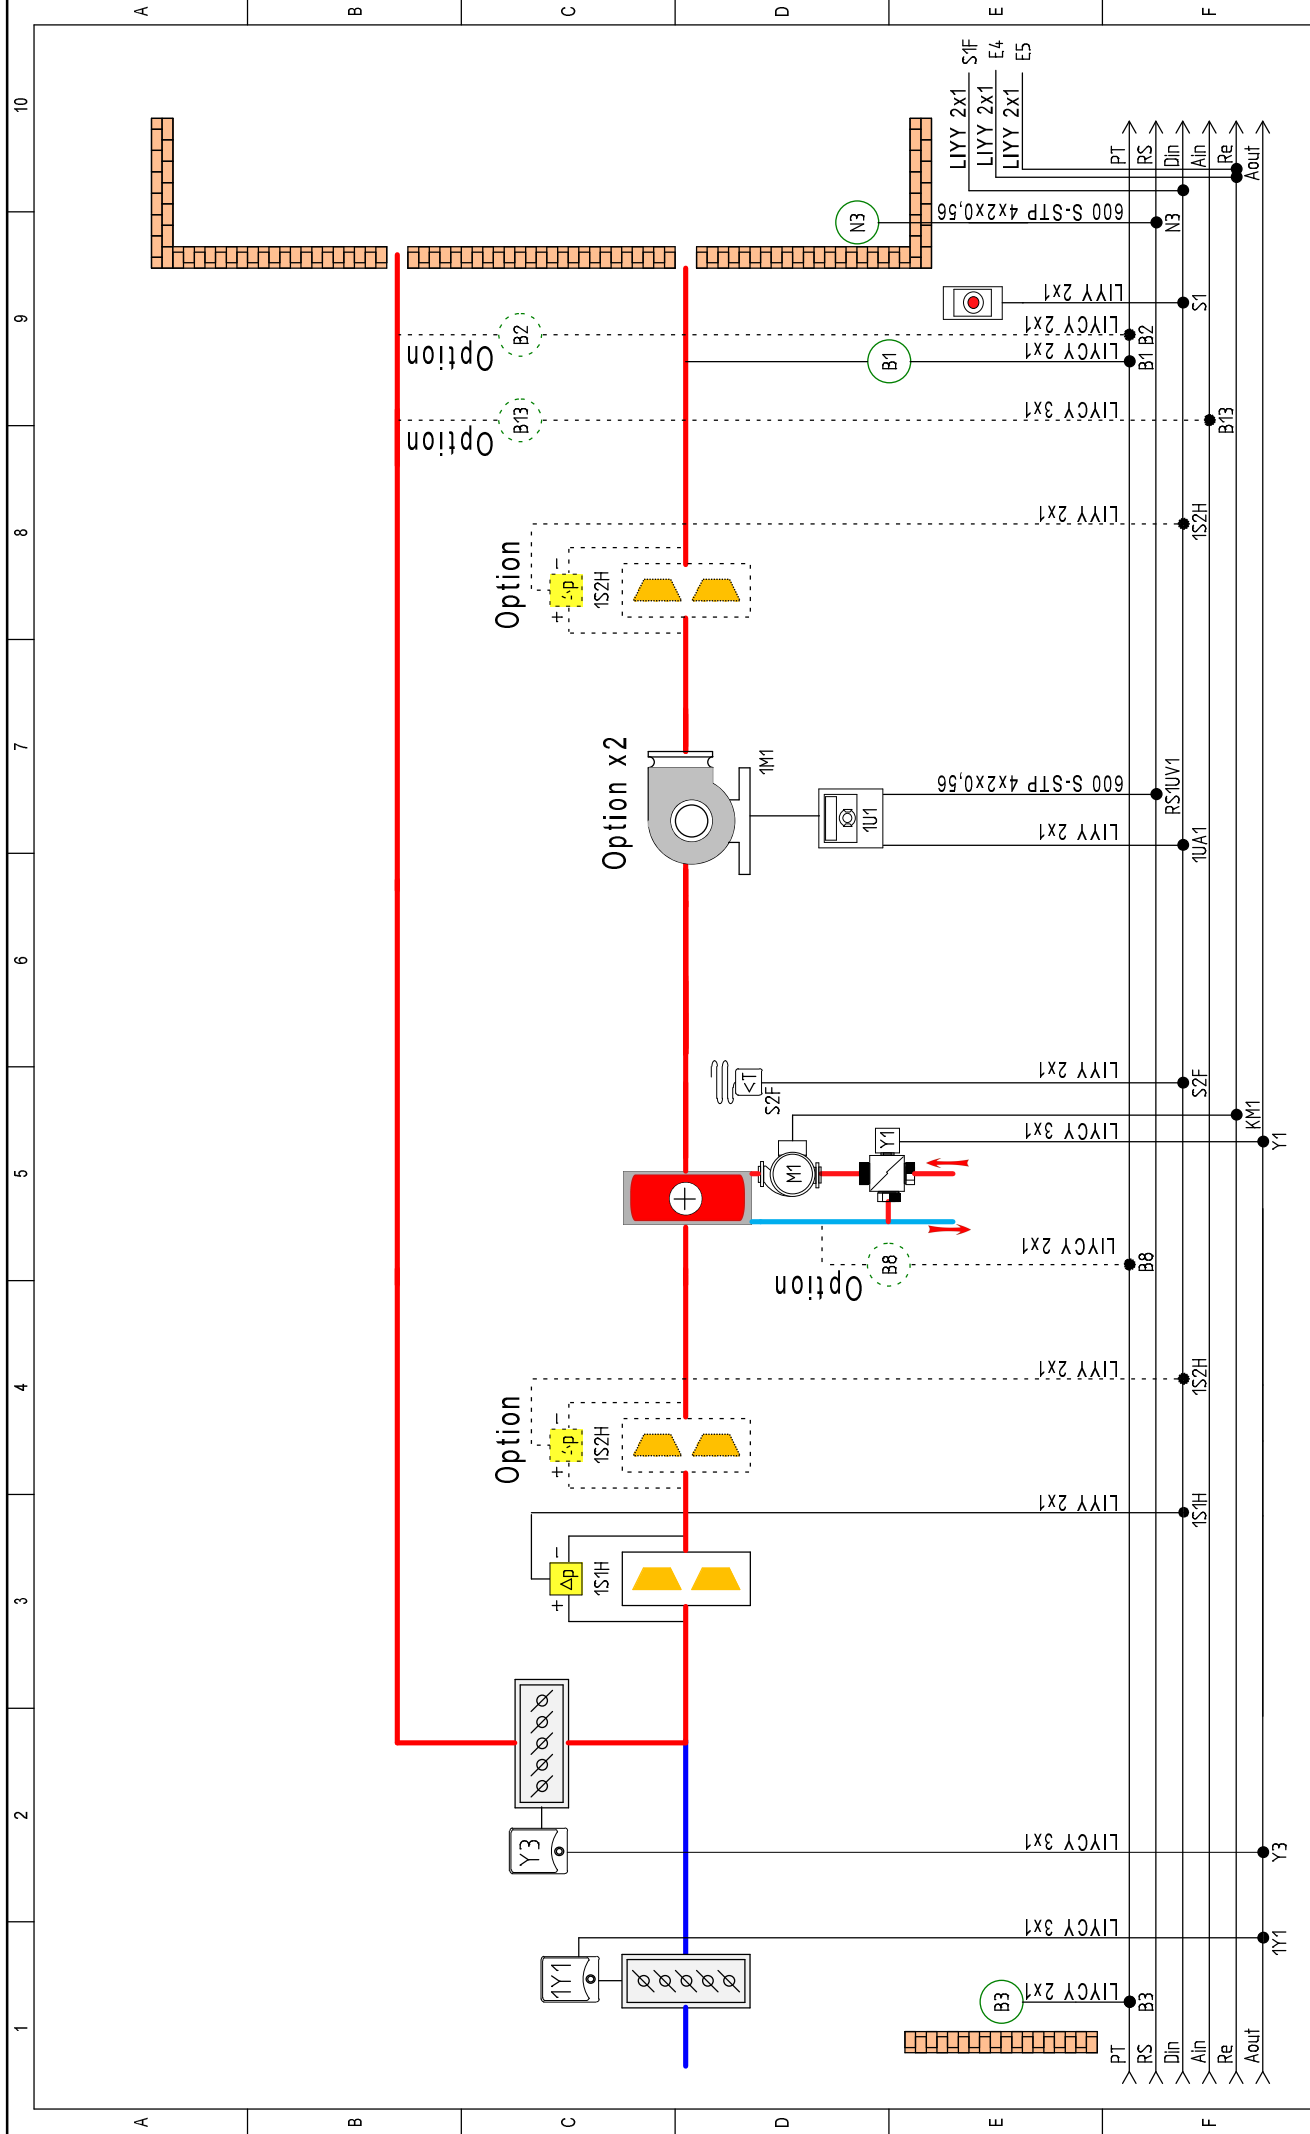 A
B
C
D
E
F
10
9
8
7
6
5
4
3
2
1
S1F
E4
E5
LIYY 2x1
LIYY 2x1
LIYY 2x1
PT
RS
Din
Ain
Re
Aout
N3
600 S-STP 4x2x0,56
N3
LIYY 2x1
S1
Option
B2
LIYCY 2x1
B2
B1
LIYCY 2x1
B1
Option
B13
LIYCY 3x1
B13
LIYY 2x1
1S2H
Option
+
-
1S2H
Option x2
1M1
1U1
600 S-STP 4x2x0,56
RS1UV1
LIYY 2x1
1UA1
<T
S2F
LIYY 2x1
S2F
KM1
M1
Y1
LIYCY 3x1
Y1
Option
B8
LIYCY 2x1
B8
LIYY 2x1
1S2H
Option
+
-
1S2H
LIYY 2x1
1S1H
+
Δp
-
1S1H
Y3
LIYCY 3x1
Y3
1Y1
LIYCY 3x1
1Y1
B3
LIYCY 2x1
B3
PT
RS
Din
Ain
Re
Aout
A
B
C
D
E
F